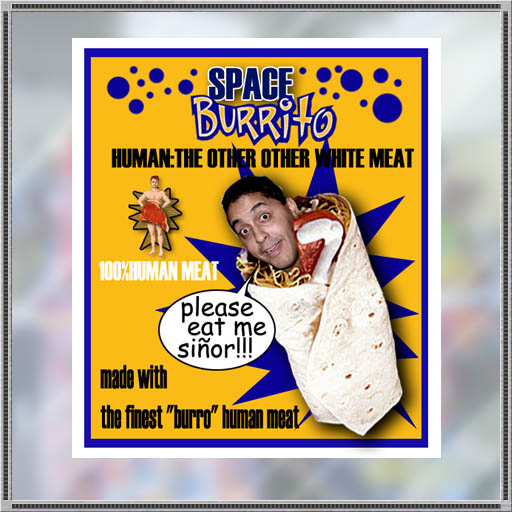 SPACE
BURRitO
HUMAN:THE OTHER OTHER WHITE MEAT
100%HUMAN MEAT
please
eat me
siñor!!!
made with
the finest "burro" human meat